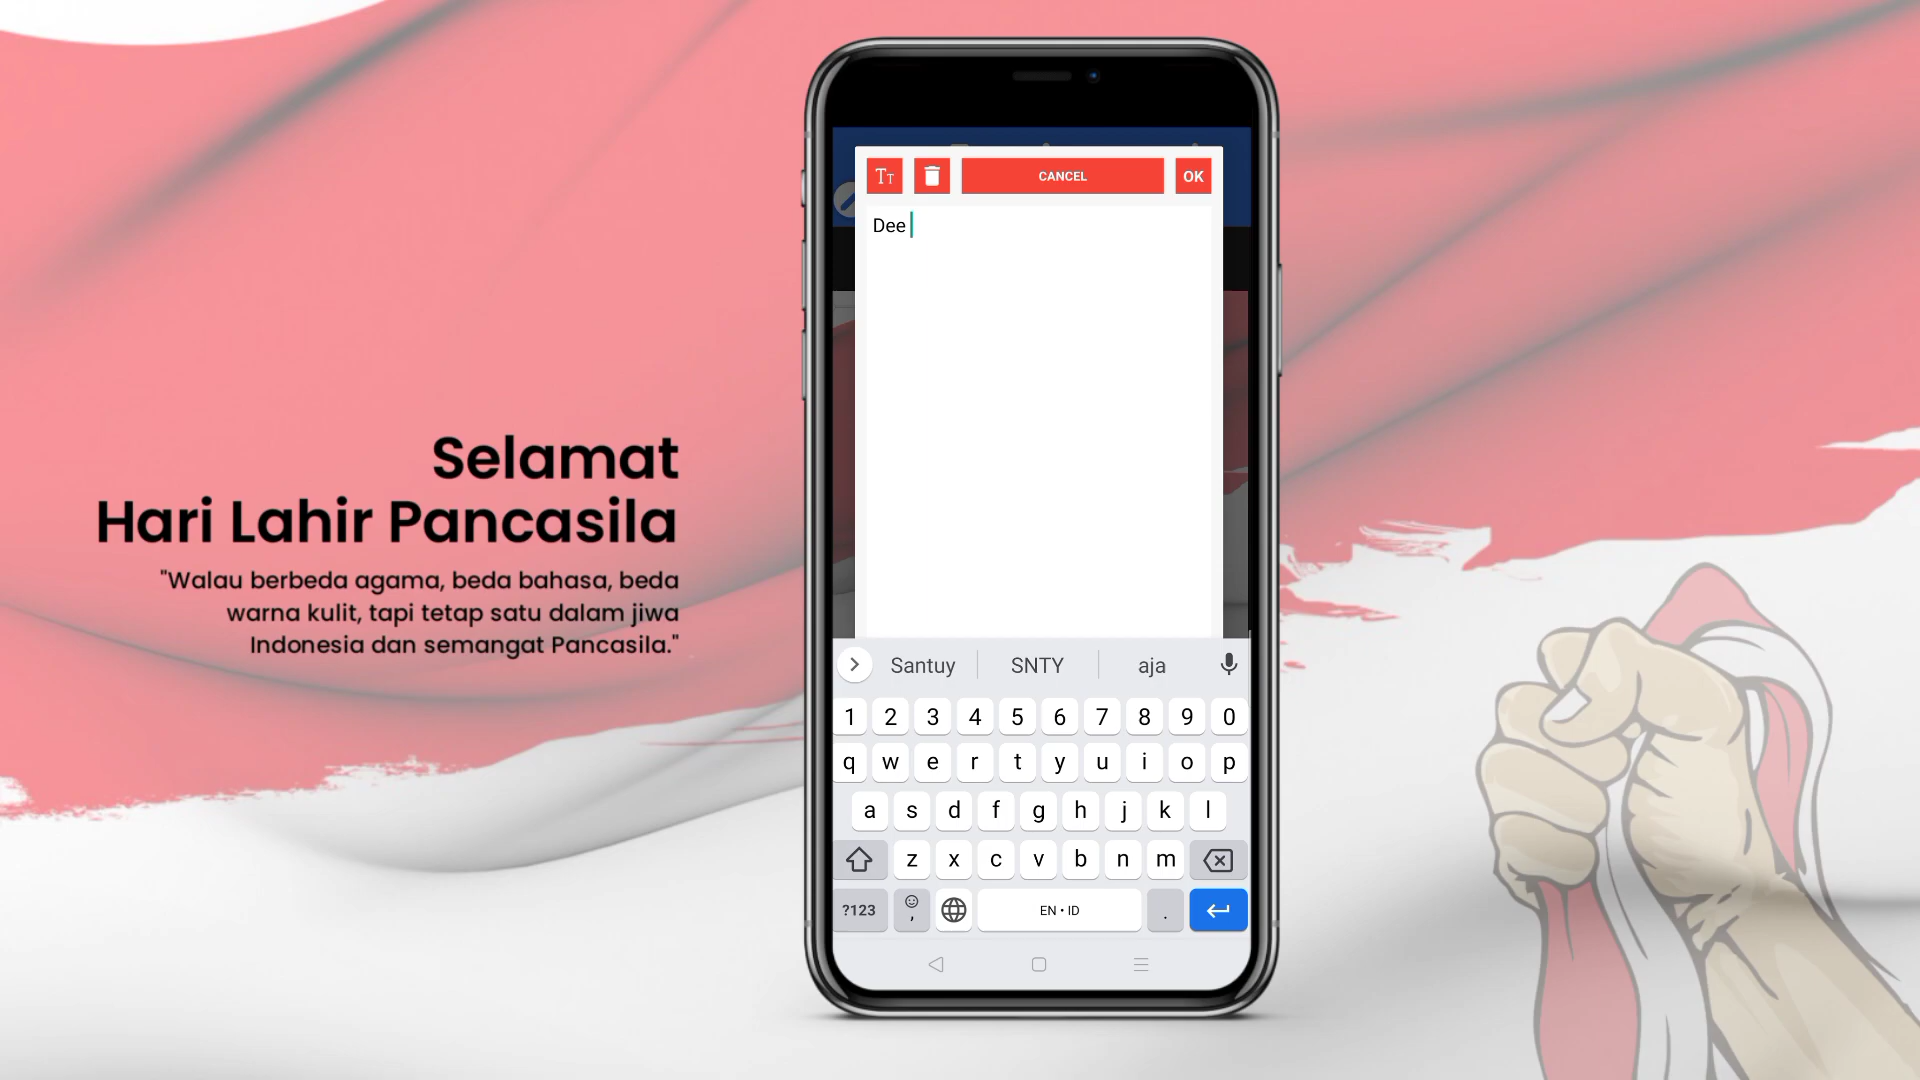 Selamat
Hari Lahir Pancasila
"Walau berbeda agama, beda bahasa, beda
warna kulit, tapi tetap satu dalam jiwa
Indonesia dan semangat Pancasila."
Tт CANCEL OK
Dee
Santuy SNTY aja
1 2 3 4 5 6 7 8 9 0
q w e r t y u i o p
a s d f g h j k l
z x c v b n m
?123 , EN • ID .